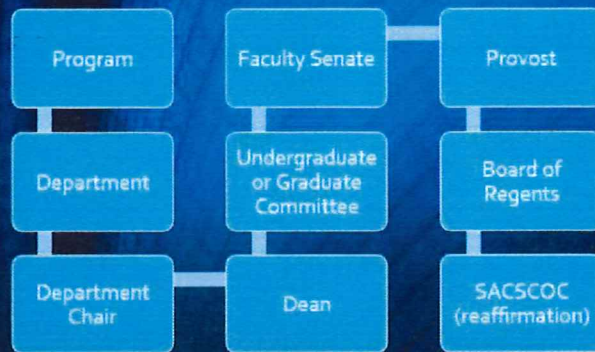 Program
Department
Department
Chair
Dean
Undergraduate
or Graduate
Committee
Faculty Senate
Provost
Board of
Regents
SACSCOC
(reaffirmation)